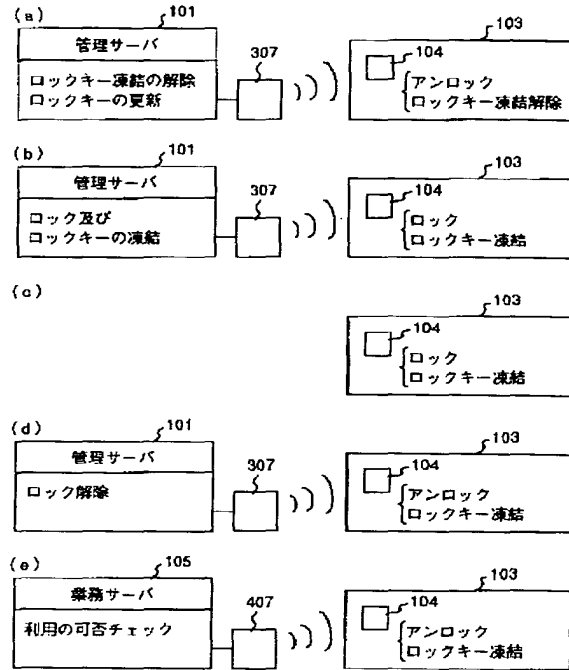 (a)
101
管理サーバ
ロックキー凍結の解除
ロックキーの更新
307
103
104
アンロック
ロックキー凍結解除
(b)
101
管理サーバ
ロック及び
ロックキーの凍結
307
103
104
ロック
ロックキー凍結
(c)
103
104
ロック
ロックキー凍結
(d)
101
管理サーバ
ロック解除
307
103
104
アンロック
ロックキー凍結
(e)
105
業務サーバ
利用の可否チェック
407
103
104
アンロック
ロックキー凍結